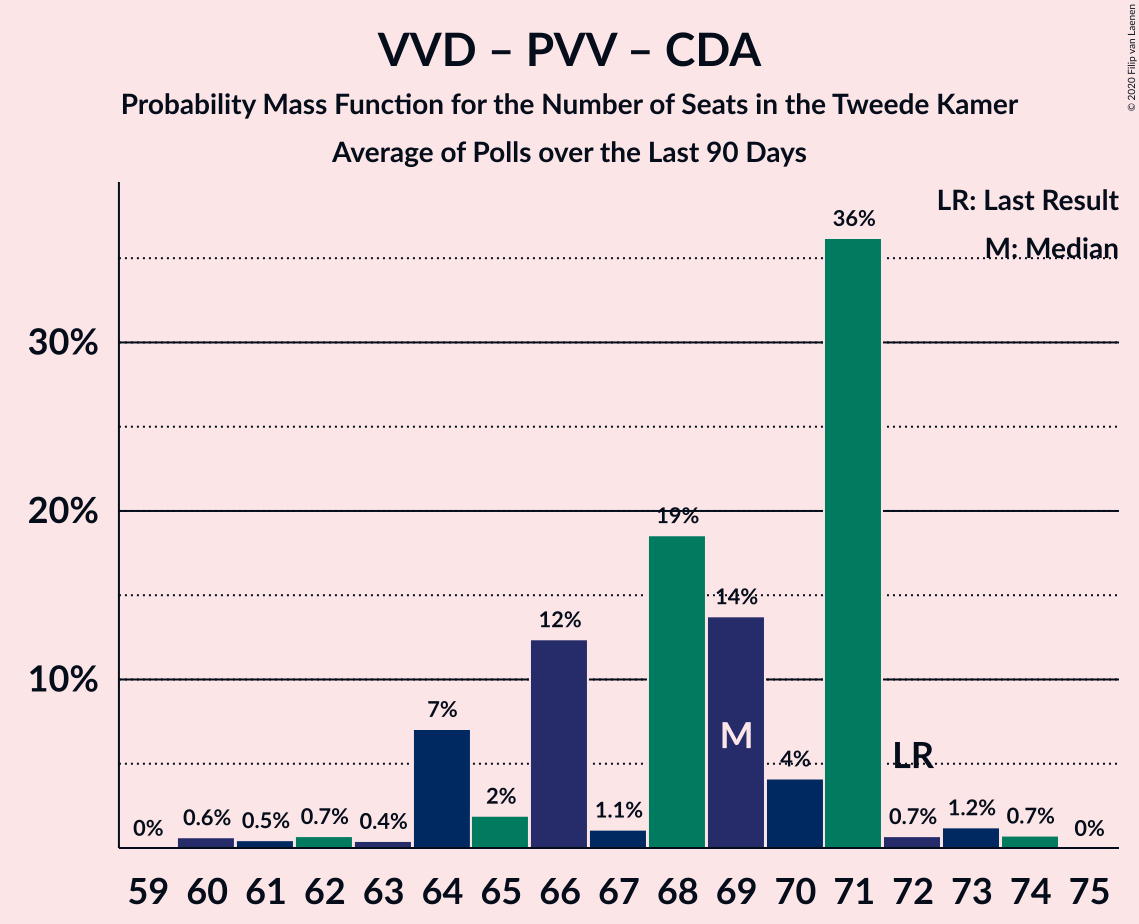 VVD – PVV – CDA
Probability Mass Function for the Number of Seats in the Tweede Kamer
Average of Polls over the Last 90 Days
© 2020 Filip van Laenen
LR: Last Result
M: Median
30%
20%
10%
0%
0.6%
0.5%
0.7%
0.4%
7%
2%
12%
1.1%
19%
14%
4%
36%
0.7%
1.2%
0.7%
0%
M
LR
59 60 61 62 63 64 65 66 67 68 69 70 71 72 73 74 75